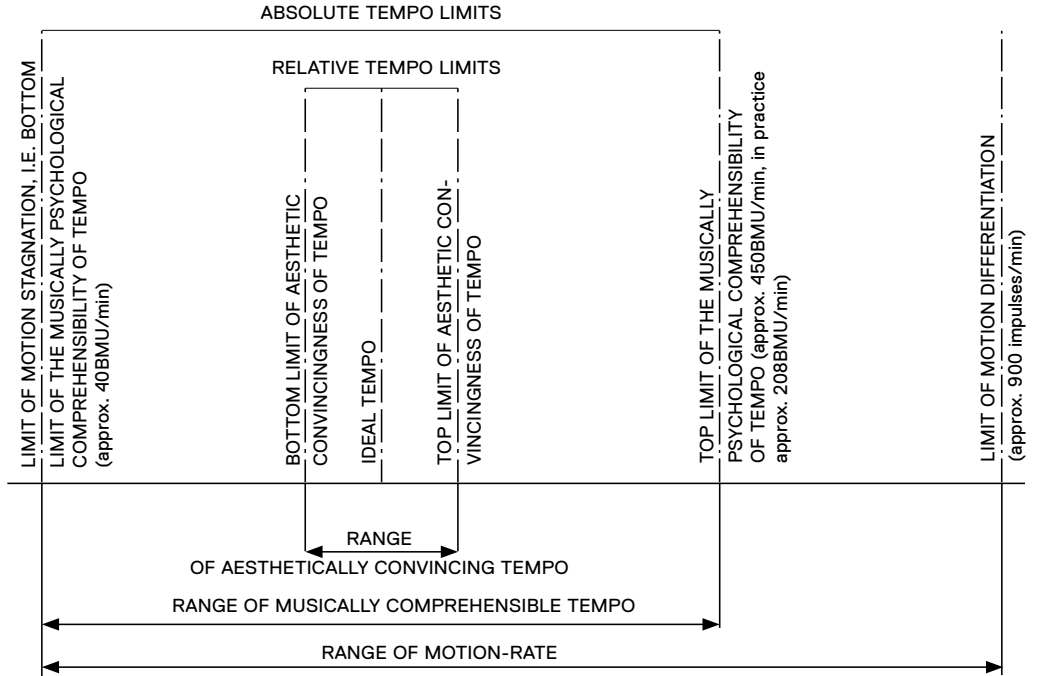 ABSOLUTE TEMPO LIMITS
RELATIVE TEMPO LIMITS
LIMIT OF MOTION STAGNATION, I.E. BOTTOM
LIMIT OF THE MUSICALLY PSYCHOLOGICAL
COMPREHENSIBILITY OF TEMPO
(approx. 40BMU/min)
BOTTOM LIMIT OF AESTHETIC
CONVINCINGNESS OF TEMPO
IDEAL TEMPO
TOP LIMIT OF AESTHETIC CON-
VINCINGNESS OF TEMPO
TOP LIMIT OF THE MUSICALLY
PSYCHOLOGICAL COMPREHENSIBILITY
OF TEMPO (approx. 450BMU/min, in practice
approx. 208BMU/min)
LIMIT OF MOTION DIFFERENTIATION
(approx. 900 impulses/min)
RANGE
OF AESTHETICALLY CONVINCING TEMPO
RANGE OF MUSICALLY COMPREHENSIBLE TEMPO
RANGE OF MOTION-RATE